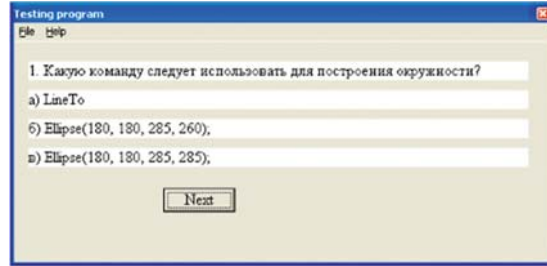 Testing program
File Help
1. Какую команду следует использовать для построения окружности?
а) LineTo
б) Ellipse(180, 180, 285, 260);
в) Ellipse(180, 180, 285, 285);
Next